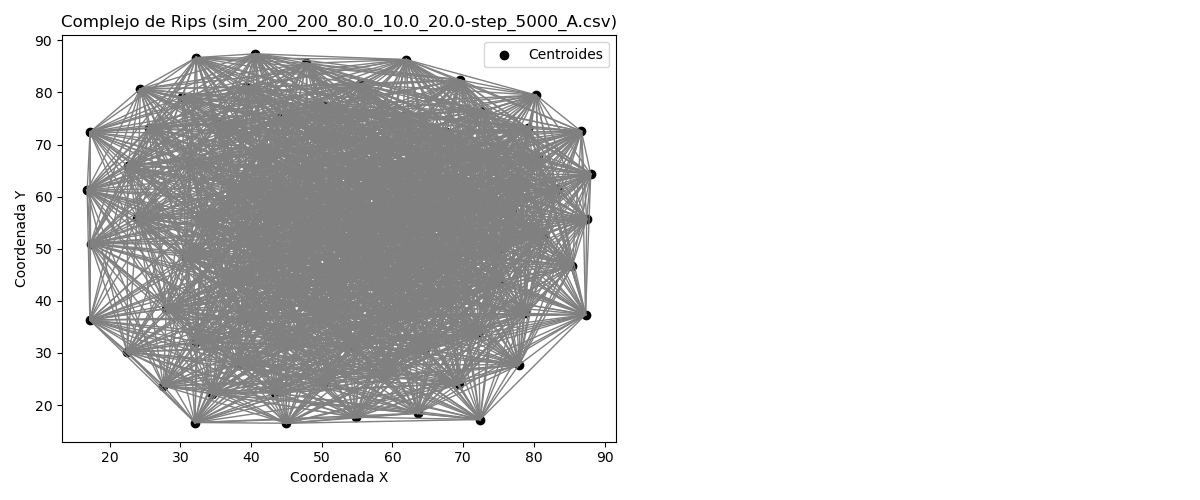 Complejo de Rips (sim_200_200_80.0_10.0_20.0-step_5000_A.csv)
Centroides
Coordenada Y
90
80
70
60
50
40
30
20
20 30 40 50 60 70 80 90
Coordenada X